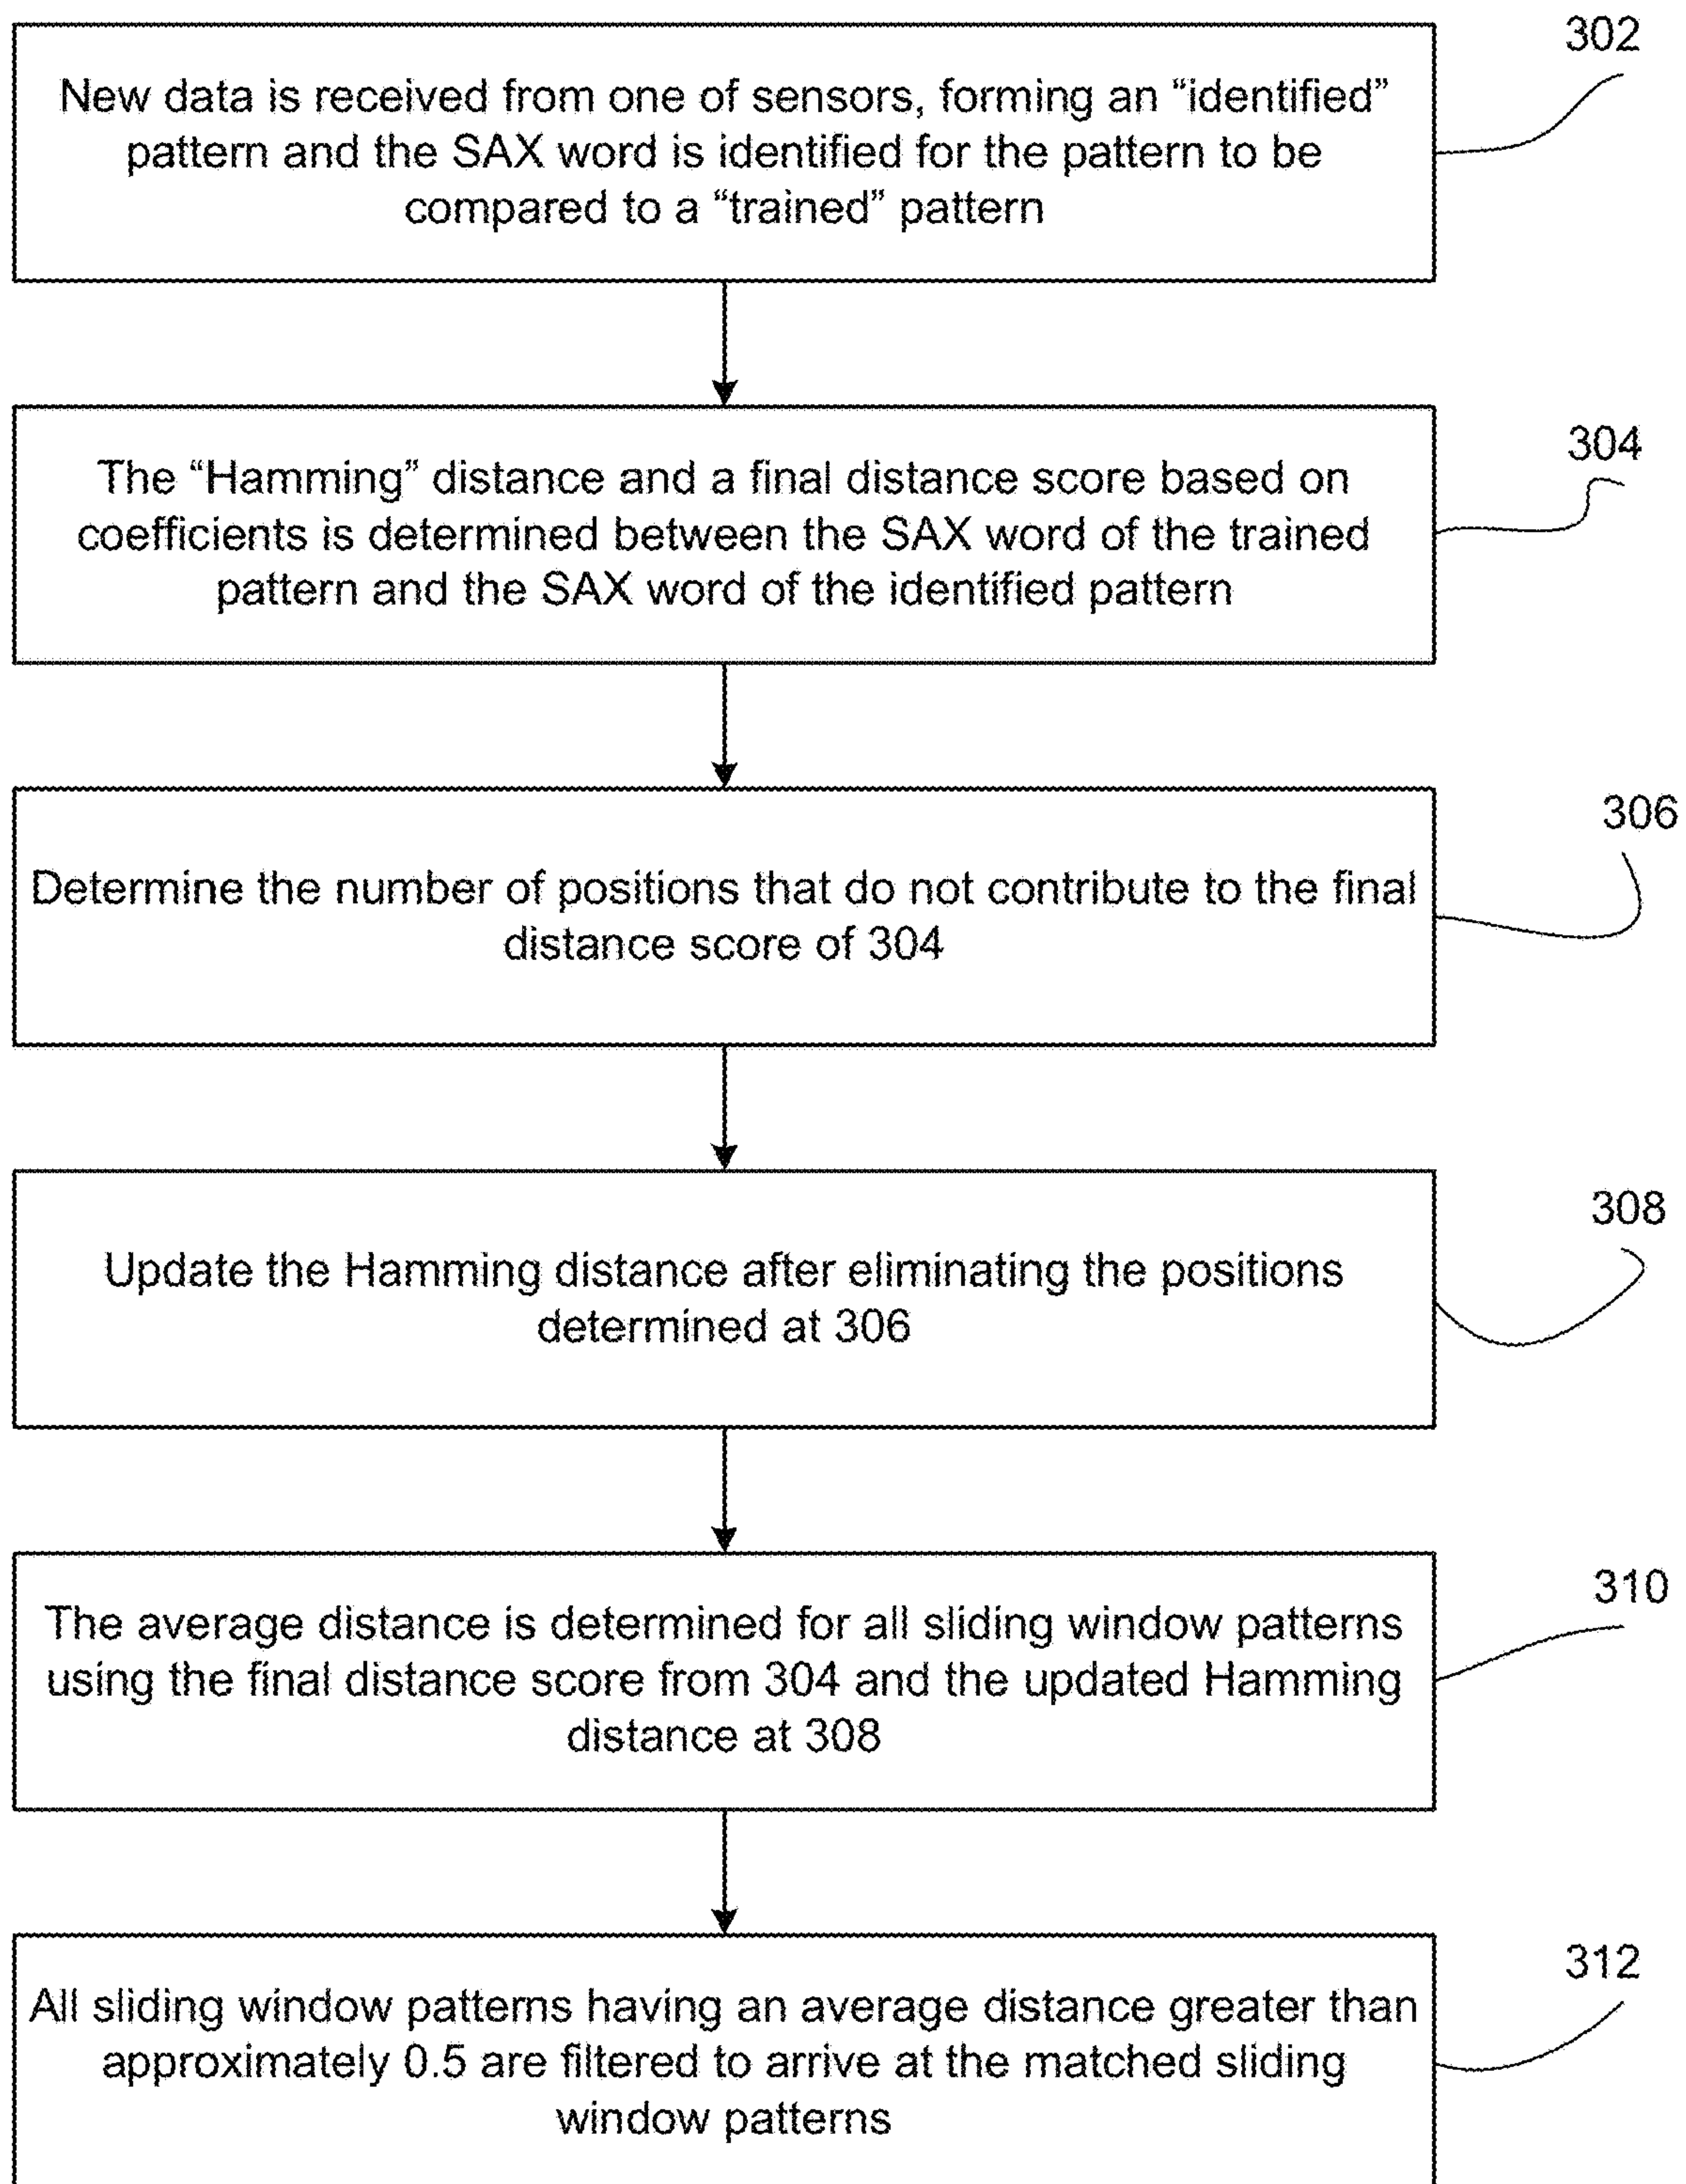 302
New data is received from one of sensors, forming an “identified”
pattern and the SAX word is identified for the pattern to be
compared to a “trained” pattern
304
The “Hamming” distance and a final distance score based on
coefficients is determined between the SAX word of the trained
pattern and the SAX word of the identified pattern
306
Determine the number of positions that do not contribute to the final
distance score of 304
308
Update the Hamming distance after eliminating the positions
determined at 306
310
The average distance is determined for all sliding window patterns
using the final distance score from 304 and the updated Hamming
distance at 308
312
All sliding window patterns having an average distance greater than
approximately 0.5 are filtered to arrive at the matched sliding
window patterns